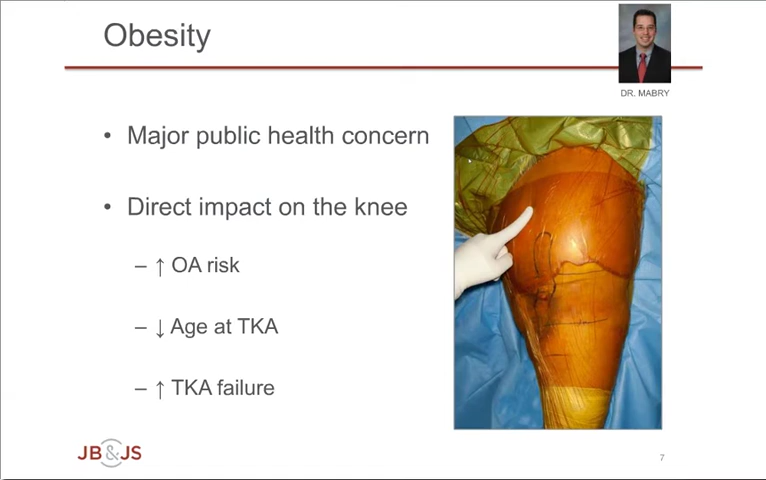 Obesity
DR. MABRY
• Major public health concern
• Direct impact on the knee
– ↑ OA risk
– ↓ Age at TKA
– ↑ TKA failure
JB&JS
7